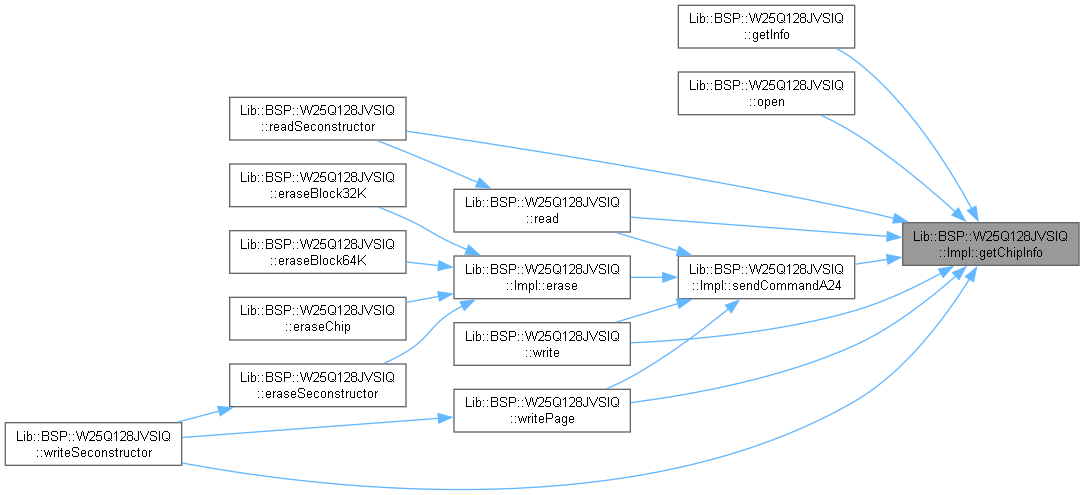 Lib::BSP::W25Q128JVSIQ
::getInfo
Lib::BSP::W25Q128JVSIQ
::open
Lib::BSP::W25Q128JVSIQ
::readSeconstructor
Lib::BSP::W25Q128JVSIQ
::eraseBlock32K
Lib::BSP::W25Q128JVSIQ
::read
Lib::BSP::W25Q128JVSIQ
::Impl::getChipInfo
Lib::BSP::W25Q128JVSIQ
::eraseBlock64K
Lib::BSP::W25Q128JVSIQ
::Impl::erase
Lib::BSP::W25Q128JVSIQ
::Impl::sendCommandA24
Lib::BSP::W25Q128JVSIQ
::eraseChip
Lib::BSP::W25Q128JVSIQ
::write
Lib::BSP::W25Q128JVSIQ
::eraseSeconstructor
Lib::BSP::W25Q128JVSIQ
::writePage
Lib::BSP::W25Q128JVSIQ
::writeSeconstructor